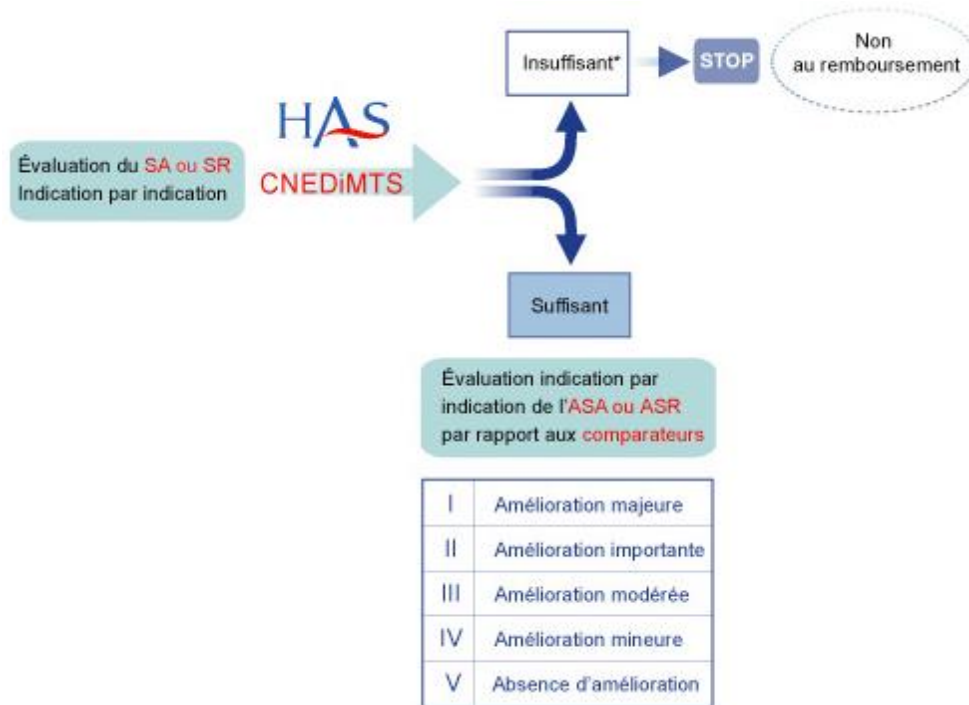 Insuffisant*
STOP
Non
au remboursement
HAS
CNEDiMTS
Évaluation du SA ou SR
Indication par indication
Suffisant
Évaluation indication par
indication de l'ASA ou ASR
par rapport aux comparateurs
I Amélioration majeure
II Amélioration importante
III Amélioration modérée
IV Amélioration mineure
V Absence d'amélioration